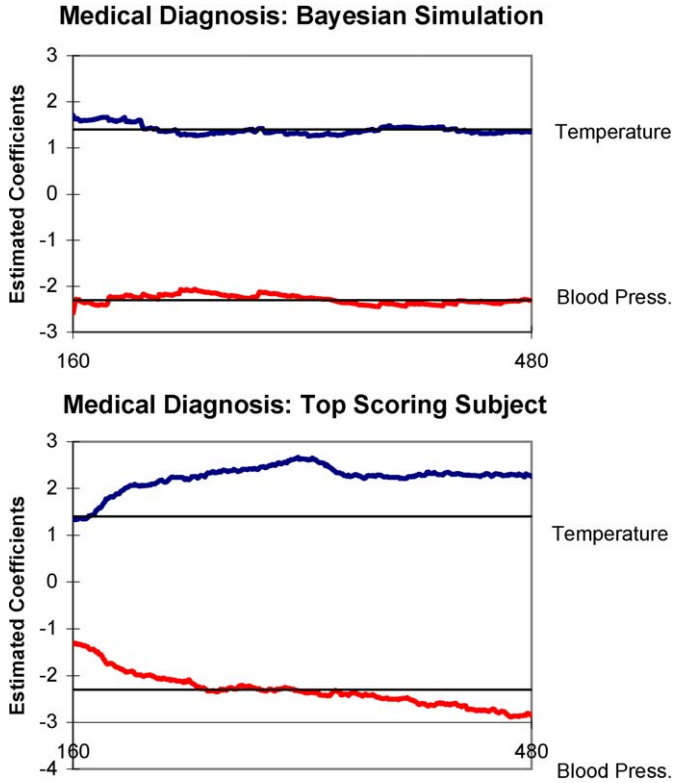 Medical Diagnosis: Bayesian Simulation
Estimated Coefficients
3
2
1
0
-1
-2
-3
160
480
Temperature
Blood Press.
Medical Diagnosis: Top Scoring Subject
Estimated Coefficients
3
2
1
0
-1
-2
-3
-4
160
480
Temperature
Blood Press.